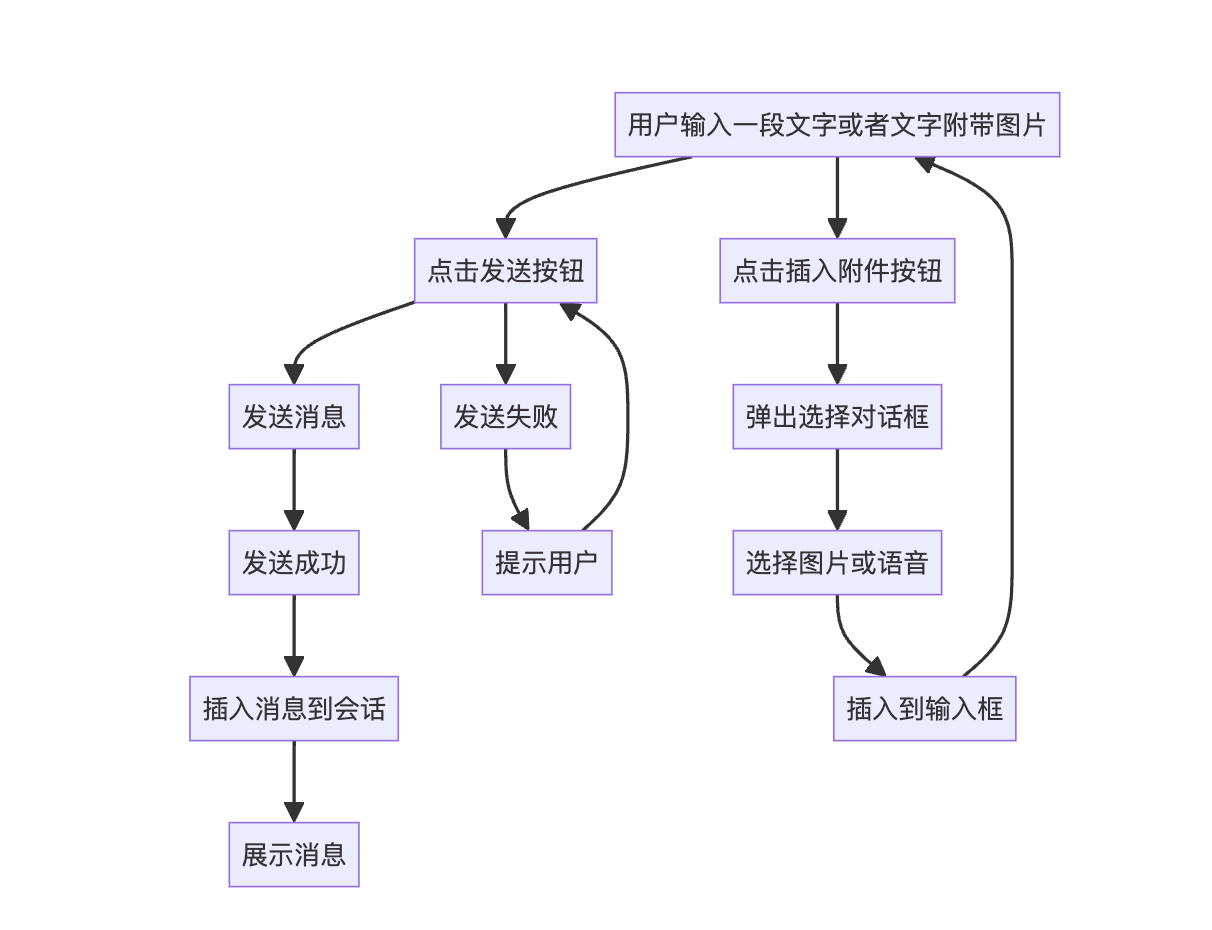 用户输入一段文字或者文字附带图片
点击发送按钮
点击插入附件按钮
发送消息
发送失败
弹出选择对话框
发送成功
提示用户
选择图片或语音
插入消息到会话
插入到输入框
展示消息